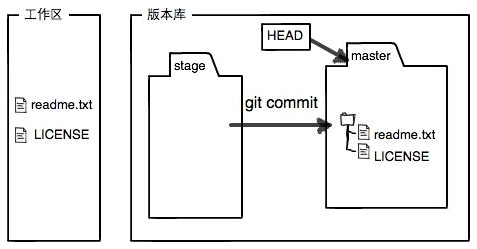 工作区
readme.txt
LICENSE
版本库
HEAD
stage
master
git commit
readme.txt
LICENSE